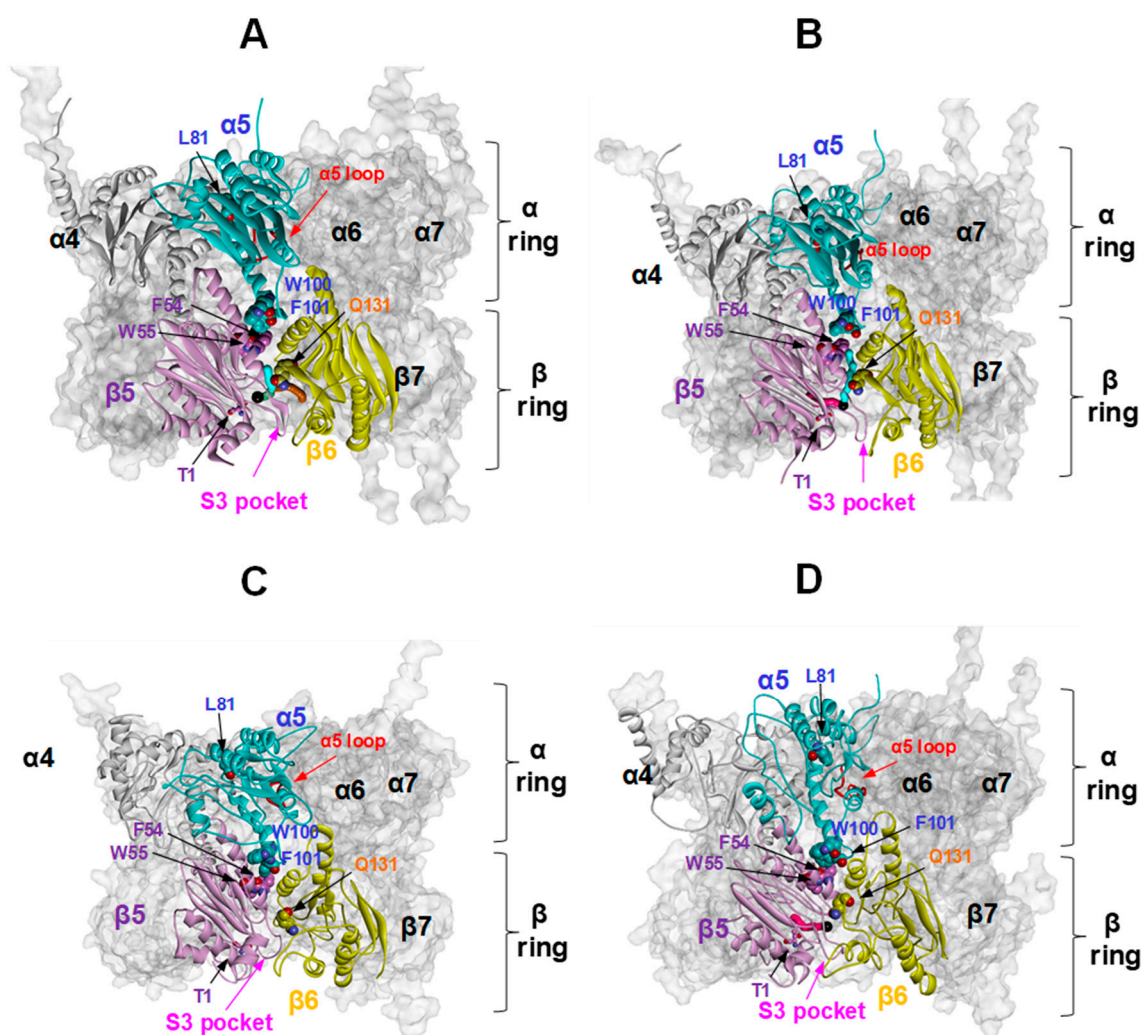 A
B
α5
L81
α5 loop
α4
α6
α7
α
ring
W100
F54
F101
Q131
W55
β5
β7
β
ring
T1
β6
S3 pocket
α5
L81
α6
α7
α
ring
α5 loop
α4
W100
F54
F101
Q131
W55
β5
β7
β
ring
T1
β6
S3 pocket
C
D
L81
α5
α5 loop
α4
α6
α7
α
ring
F54
W100
W55
F101
Q131
β5
β7
β
ring
T1
β6
S3 pocket
L81
α5
α5 loop
α4
α6
α7
α
ring
W100
F101
F54
W55
Q131
β5
β7
β
ring
T1
β6
S3 pocket